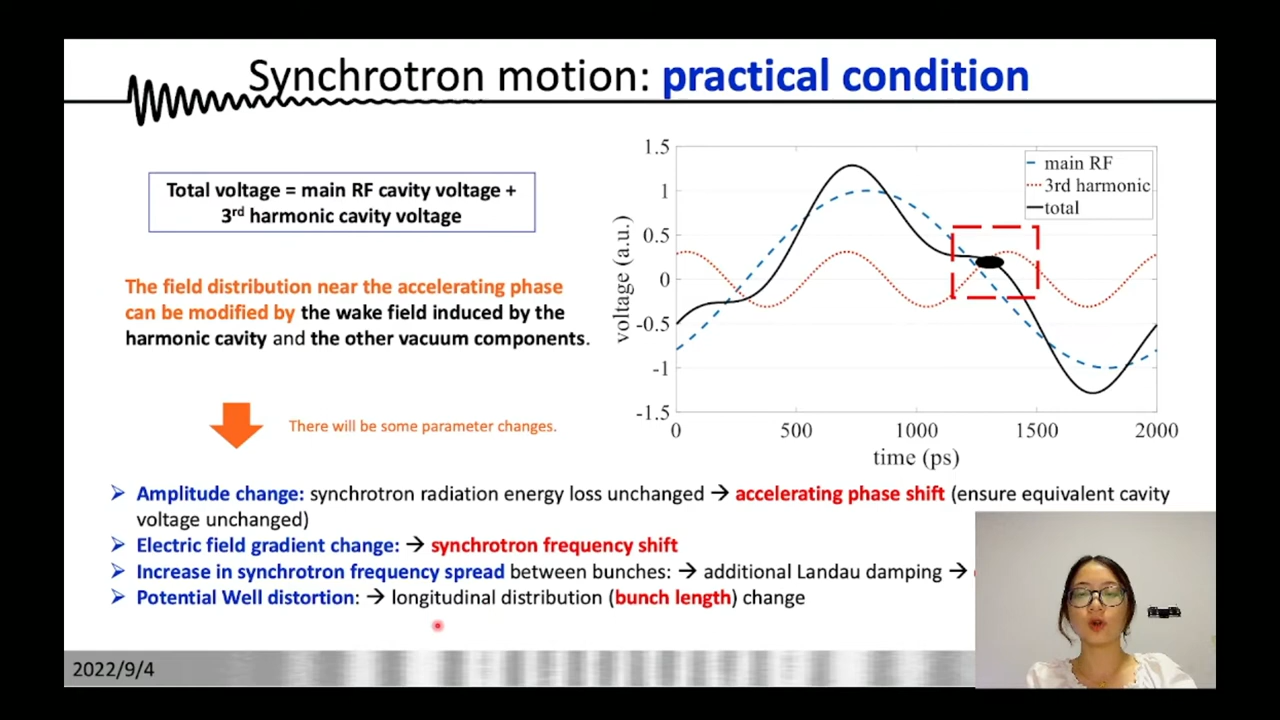 Synchrotron motion: practical condition
Total voltage = main RF cavity voltage +
3rd harmonic cavity voltage
The field distribution near the accelerating phase
can be modified by the wake field induced by the
harmonic cavity and the other vacuum components.
There will be some parameter changes.
1.5
1
0.5
0
-0.5
-1
-1.5
voltage (a.u.)
main RF
3rd harmonic
total
0 500 1000 1500 2000
time (ps)
➢ Amplitude change: synchrotron radiation energy loss unchanged → accelerating phase shift (ensure equivalent cavity
voltage unchanged)
➢ Electric field gradient change: → synchrotron frequency shift
➢ Increase in synchrotron frequency spread between bunches: → additional Landau damping →
➢ Potential Well distortion: → longitudinal distribution (bunch length) change
2022/9/4